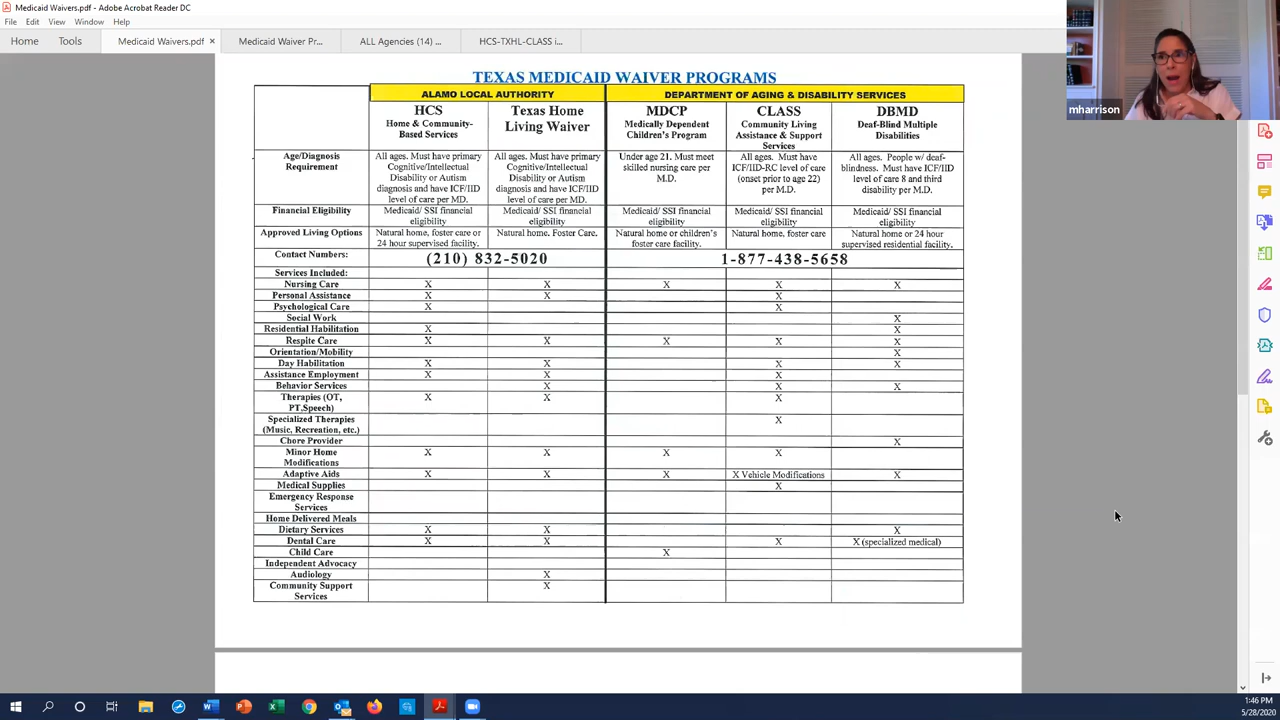 Medicaid Waivers.pdf - Adobe Acrobat Reader DC
File Edit View Window Help
Home Tools Medicaid Waivers.pdf × Medicaid Waiver Pr... ALL Agencies (14) ... HCS-TXHL-CLASS i...
mharrison
TEXAS MEDICAID WAIVER PROGRAMS
ALAMO LOCAL AUTHORITY DEPARTMENT OF AGING & DISABILITY SERVICES
HCS
Home & Community-
Based Services
Texas Home
Living Waiver
MDCP
Medically Dependent
Children's Program
CLASS
Community Living
Assistance & Support
Services
DBMD
Deaf-Blind Multiple
Disabilities
Age/Diagnosis
Requirement
All ages. Must have primary
Cognitive/Intellectual
Disability or Autism
diagnosis and have ICF/IID
level of care per MD.
All ages. Must have primary
Cognitive/Intellectual
Disability or Autism
diagnosis and have ICF/IID
level of care per MD.
Under age 21. Must meet
skilled nursing care per
M.D.
All ages. Must have
ICF/IID-RC level of care
(onset prior to age 22)
per M.D.
All ages. People w/ deaf-
blindness. Must have ICF/IID
level of care 8 and third
disability per M.D.
Financial Eligibility
Medicaid/ SSI financial
eligibility
Medicaid/ SSI financial
eligibility
Medicaid/ SSI financial
eligibility
Medicaid/ SSI financial
eligibility
Medicaid/ SSI financial
eligibility
Approved Living Options
Natural home, foster care or
24 hour supervised facility.
Natural home. Foster Care.
Natural home or children's
foster care facility.
Natural home, foster care
Natural home or 24 hour
supervised residential facility.
Contact Numbers: (210) 832-5020 1-877-438-5658
Services Included:
Nursing Care X X X X X
Personal Assistance X X X
Psychological Care X X
Social Work X
Residential Habilitation X X
Respite Care X X X X X
Orientation/Mobility X
Day Habilitation X X X X
Assistance Employment X X X
Behavior Services X X X
Therapies (OT,
PT,Speech)
X X X
Specialized Therapies
(Music, Recreation, etc.)
X
Chore Provider X
Minor Home
Modifications
X X X X
Adaptive Aids X X X X Vehicle Modifications X
Medical Supplies X
Emergency Response
Services
Home Delivered Meals
Dietary Services X X X
Dental Care X X X X (specialized medical)
Child Care X
Independent Advocacy
Audiology X
Community Support
Services
X
1:46 PM
5/28/2020